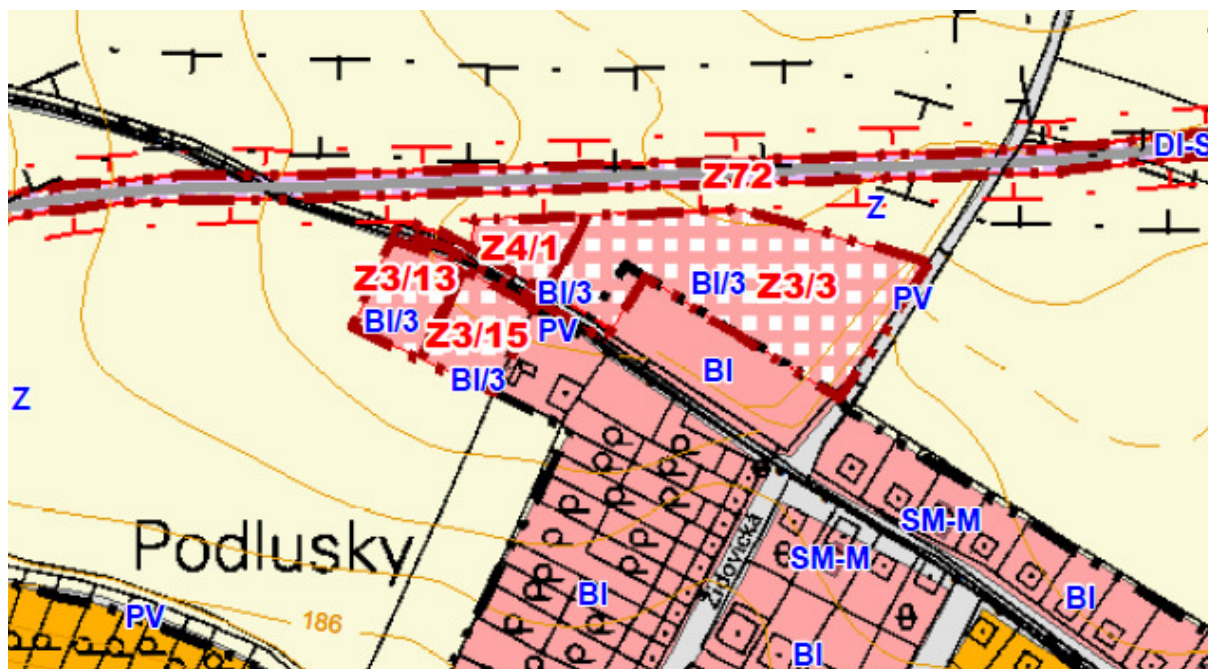 DI-S
Z72
Z
Z4/1
Z3/13
BI/3
BI/3
Z3/3
PV
BI/3
Z3/15
PV
BI
BI/3
Z
SM-M
Podlusky
Židovická
SM-M
PV
186
BI
BI
BI